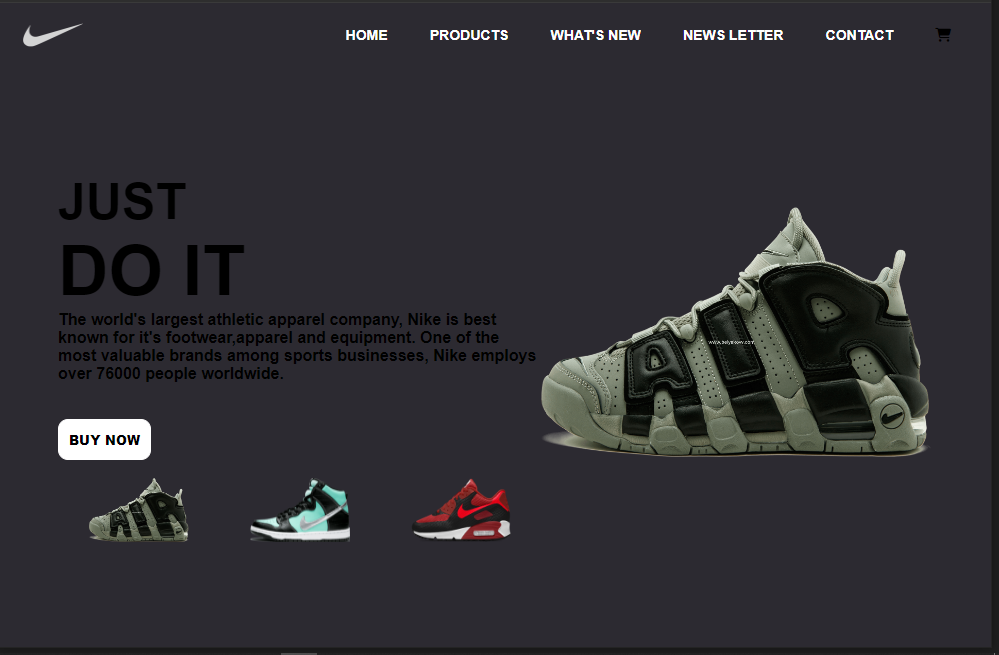 HOME PRODUCTS WHAT'S NEW NEWS LETTER CONTACT
JUST
DO IT
The world's largest athletic apparel company, Nike is best
known for it's footwear,apparel and equipment. One of the
most valuable brands among sports businesses, Nike employs
over 76000 people worldwide.
BUY NOW